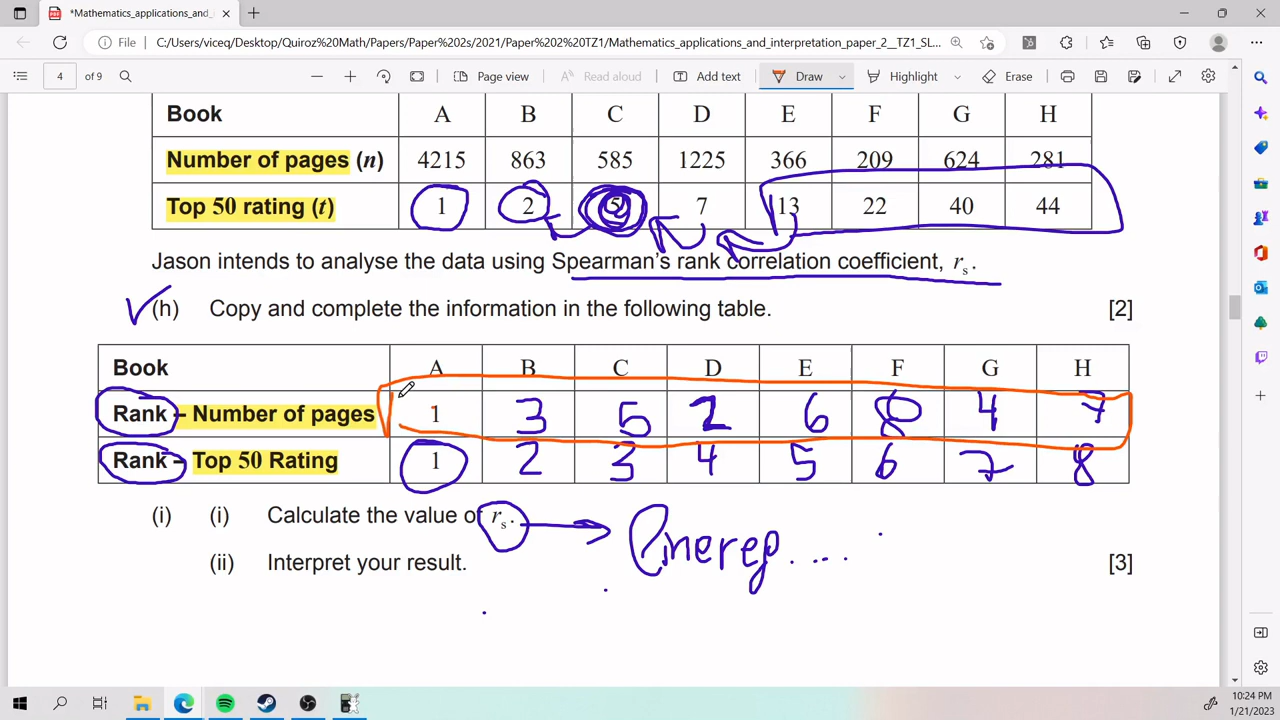 *Mathematics_applications_and_i
File C:/Users/viceq/Desktop/Quiroz%20Math/Papers/Paper%202s/2021/Paper%202%20TZ1/Mathematics_applications_and_interpretation_paper_2__TZ1_SL...
4 of 9 Page view Read aloud Add text Draw Highlight Erase
Book A B C D E F G H
Number of pages (n) 4215 863 585 1225 366 209 624 281
Top 50 rating (t) 1 2 5 7 13 22 40 44
Jason intends to analyse the data using Spearman's rank correlation coefficient, rs.
(h) Copy and complete the information in the following table. [2]
Book A B C D E F G H
Rank – Number of pages 1 3 5 2 6 8 4 7
Rank – Top 50 Rating 1 2 3 4 5 6 7 8
(i) (i) Calculate the value of rs. Linereg....
(ii) Interpret your result. [3]
10:24 PM
1/21/2023